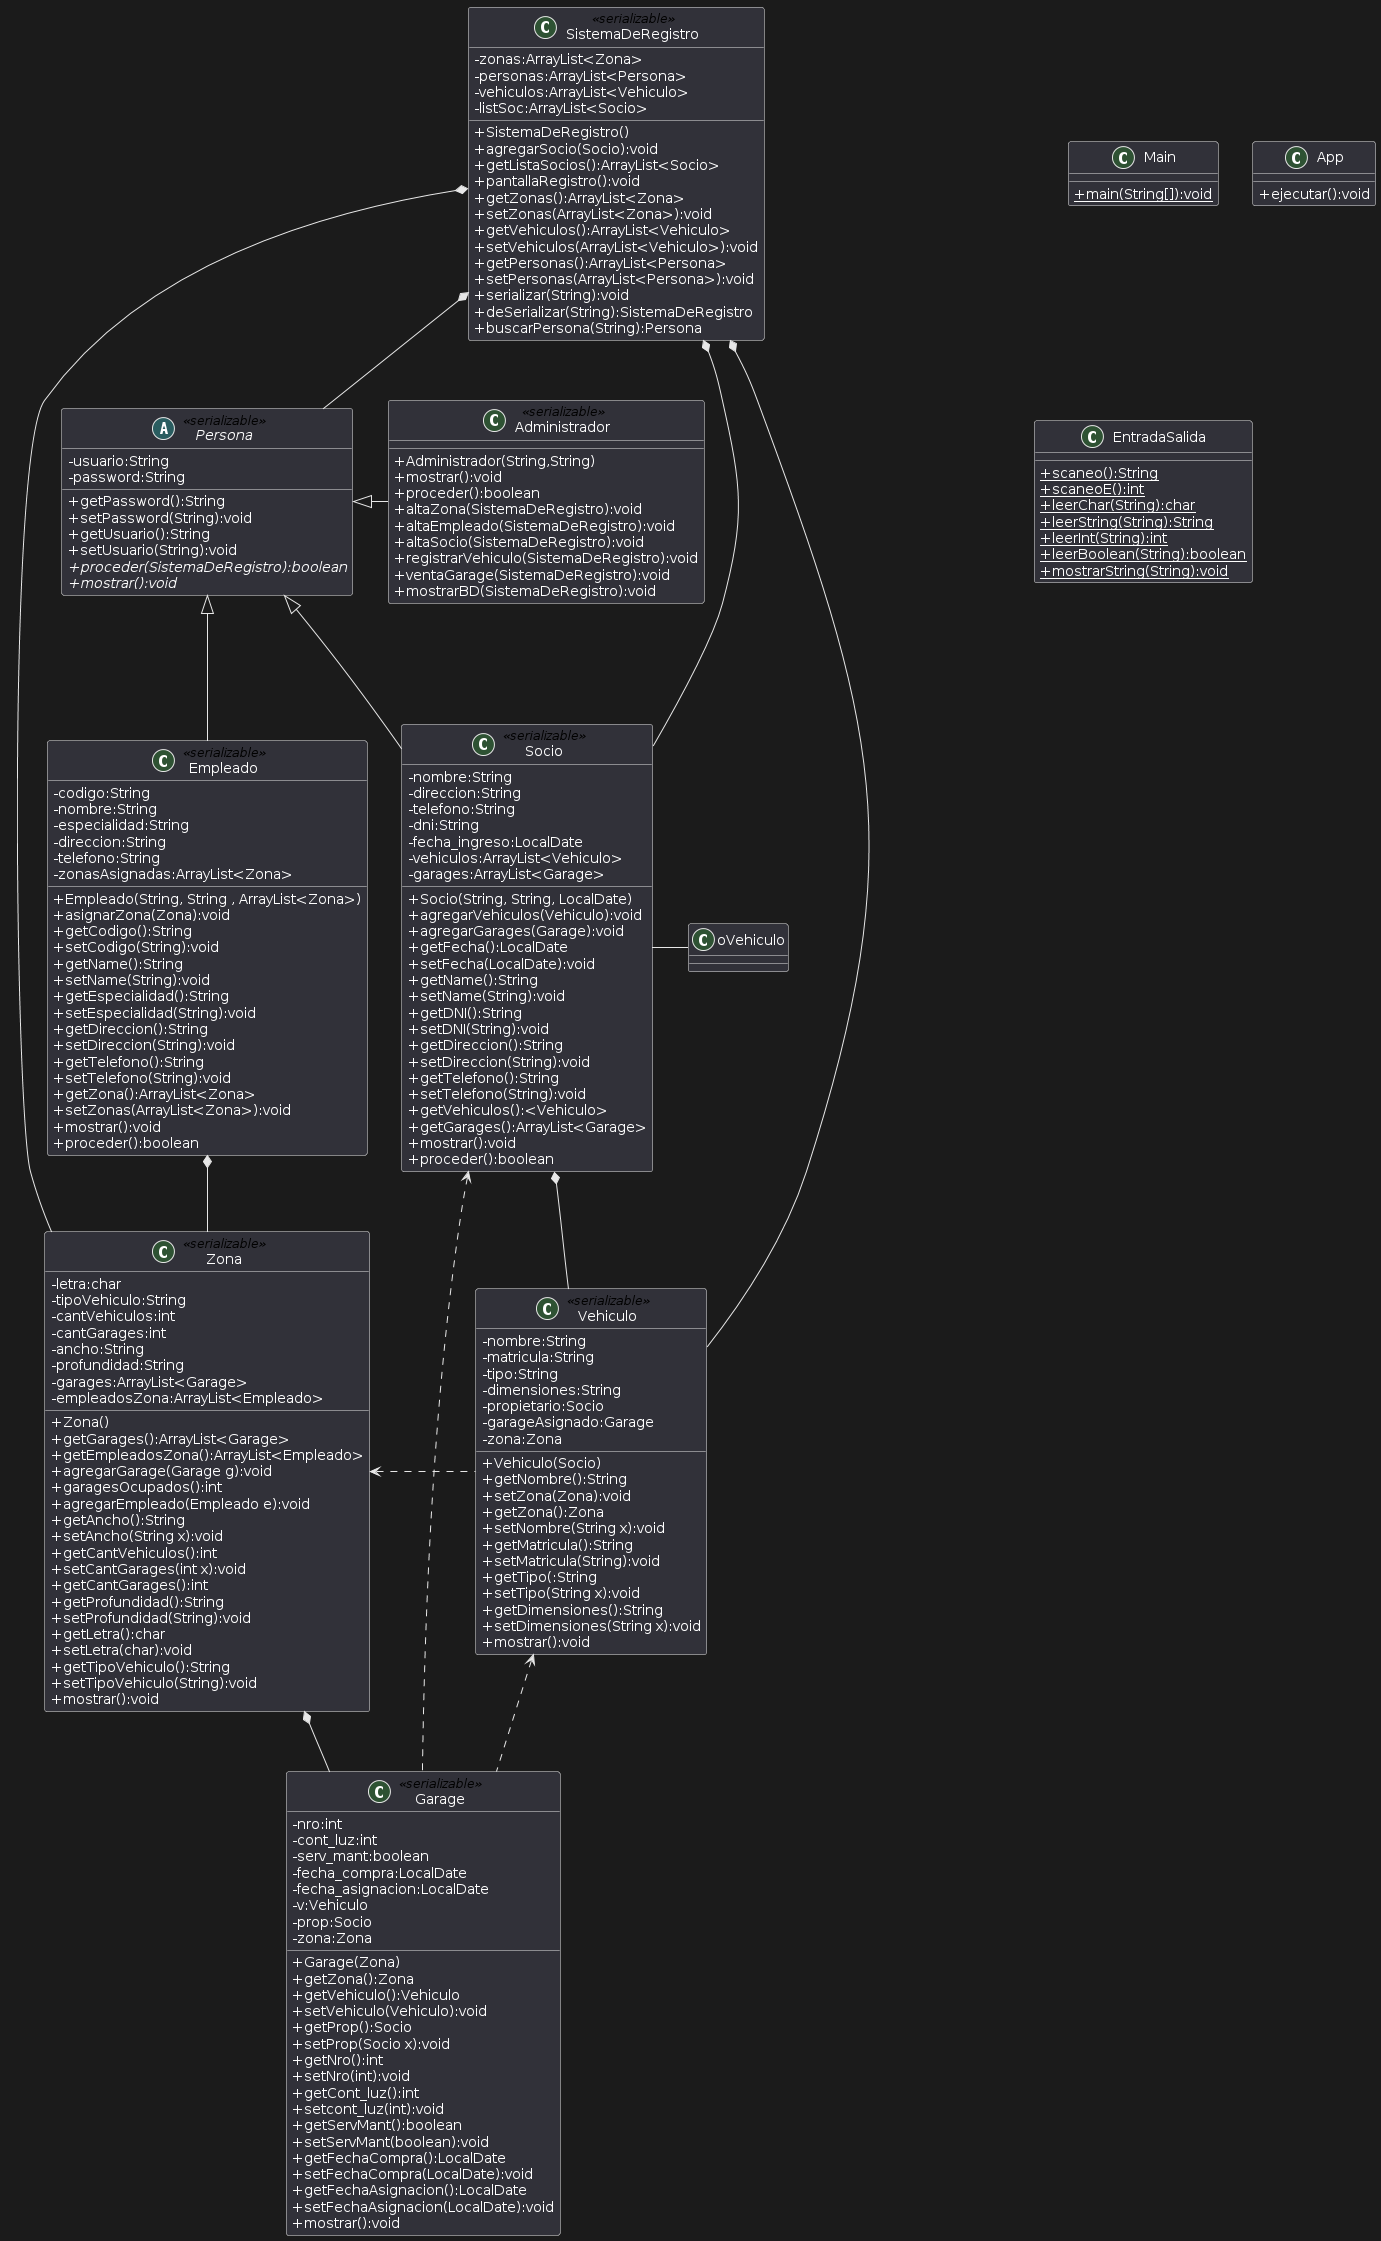 «serializable»
SistemaDeRegistro
-zonas:ArrayList<Zona>
-personas:ArrayList<Persona>
-vehiculos:ArrayList<Vehiculo>
-listSoc:ArrayList<Socio>
+SistemaDeRegistro()
+agregarSocio(Socio):void
+getListaSocios():ArrayList<Socio>
+pantallaRegistro():void
+getZonas():ArrayList<Zona>
+setZonas(ArrayList<Zona>):void
+getVehiculos():ArrayList<Vehiculo>
+setVehiculos(ArrayList<Vehiculo>):void
+getPersonas():ArrayList<Persona>
+setPersonas(ArrayList<Persona>):void
+serializar(String):void
+deSerializar(String):SistemaDeRegistro
+buscarPersona(String):Persona
C
Main
+main(String[]):void
C
App
+ejecutar():void
C
«serializable»
Persona
A
-usuario:String
-password:String
+getPassword():String
+setPassword(String):void
+getUsuario():String
+setUsuario(String):void
+proceder(SistemaDeRegistro):boolean
+mostrar():void
«serializable»
Administrador
C
+Administrador(String,String)
+mostrar():void
+proceder():boolean
+altaZona(SistemaDeRegistro):void
+altaEmpleado(SistemaDeRegistro):void
+altaSocio(SistemaDeRegistro):void
+registrarVehiculo(SistemaDeRegistro):void
+ventaGarage(SistemaDeRegistro):void
+mostrarBD(SistemaDeRegistro):void
C
EntradaSalida
+scaneo():String
+scaneoE():int
+leerChar(String):char
+leerString(String):String
+leerInt(String):int
+leerBoolean(String):boolean
+mostrarString(String):void
«serializable»
Empleado
C
-codigo:String
-nombre:String
-especialidad:String
-direccion:String
-telefono:String
-zonasAsignadas:ArrayList<Zona>
+Empleado(String, String , ArrayList<Zona>)
+asignarZona(Zona):void
+getCodigo():String
+setCodigo(String):void
+getName():String
+setName(String):void
+getEspecialidad():String
+setEspecialidad(String):void
+getDireccion():String
+setDireccion(String):void
+getTelefono():String
+setTelefono(String):void
+getZona():ArrayList<Zona>
+setZonas(ArrayList<Zona>):void
+mostrar():void
+proceder():boolean
«serializable»
Socio
C
-nombre:String
-direccion:String
-telefono:String
-dni:String
-fecha_ingreso:LocalDate
-vehiculos:ArrayList<Vehiculo>
-garages:ArrayList<Garage>
+Socio(String, String, LocalDate)
+agregarVehiculos(Vehiculo):void
+agregarGarages(Garage):void
+getFecha():LocalDate
+setFecha(LocalDate):void
+getName():String
+setName(String):void
+getDNI():String
+setDNI(String):void
+getDireccion():String
+setDireccion(String):void
+getTelefono():String
+setTelefono(String):void
+getVehiculos():<Vehiculo>
+getGarages():ArrayList<Garage>
+mostrar():void
+proceder():boolean
C
oVehiculo
«serializable»
Zona
C
-letra:char
-tipoVehiculo:String
-cantVehiculos:int
-cantGarages:int
-ancho:String
-profundidad:String
-garages:ArrayList<Garage>
-empleadosZona:ArrayList<Empleado>
+Zona()
+getGarages():ArrayList<Garage>
+getEmpleadosZona():ArrayList<Empleado>
+agregarGarage(Garage g):void
+garagesOcupados():int
+agregarEmpleado(Empleado e):void
+getAncho():String
+setAncho(String x):void
+getCantVehiculos():int
+setCantGarages(int x):void
+getCantGarages():int
+getProfundidad():String
+setProfundidad(String):void
+getLetra():char
+setLetra(char):void
+getTipoVehiculo():String
+setTipoVehiculo(String):void
+mostrar():void
«serializable»
Vehiculo
C
-nombre:String
-matricula:String
-tipo:String
-dimensiones:String
-propietario:Socio
-garageAsignado:Garage
-zona:Zona
+Vehiculo(Socio)
+getNombre():String
+setZona(Zona):void
+getZona():Zona
+setNombre(String x):void
+getMatricula():String
+setMatricula(String):void
+getTipo(:String
+setTipo(String x):void
+getDimensiones():String
+setDimensiones(String x):void
+mostrar():void
«serializable»
Garage
C
-nro:int
-cont_luz:int
-serv_mant:boolean
-fecha_compra:LocalDate
-fecha_asignacion:LocalDate
-v:Vehiculo
-prop:Socio
-zona:Zona
+Garage(Zona)
+getZona():Zona
+getVehiculo():Vehiculo
+setVehiculo(Vehiculo):void
+getProp():Socio
+setProp(Socio x):void
+getNro():int
+setNro(int):void
+getCont_luz():int
+setcont_luz(int):void
+getServMant():boolean
+setServMant(boolean):void
+getFechaCompra():LocalDate
+setFechaCompra(LocalDate):void
+getFechaAsignacion():LocalDate
+setFechaAsignacion(LocalDate):void
+mostrar():void